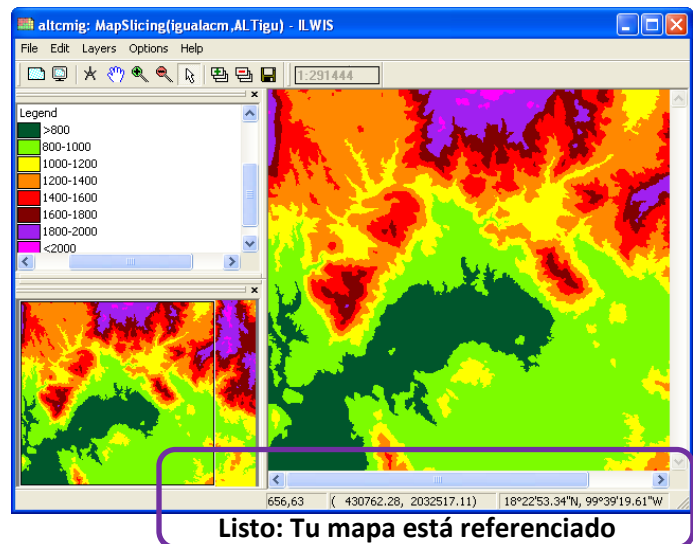 altcmig: MapSlicing(igualacm,ALTigu) - ILWIS
File Edit Layers Options Help
1:291444
Legend
>800
800-1000
1000-1200
1200-1400
1400-1600
1600-1800
1800-2000
<2000
656,63 ( 430762.28, 2032517.11) 18°22'53.34"N, 99°39'19.61"W
Listo: Tu mapa está referenciado